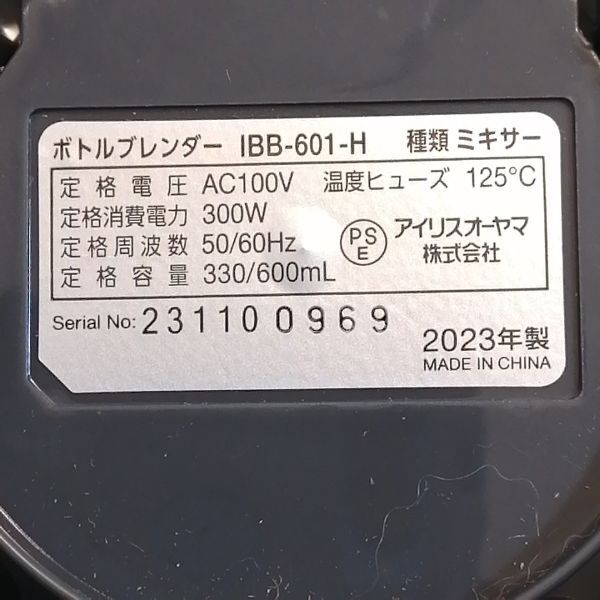 ボトルブレンダー IBB-601-H 種類 ミキサー
定格電圧 AC100V 温度ヒューズ 125°C
定格消費電力 300W
定格周波数 50/60Hz
定格容量 330/600mL
PSE
アイリスオーヤマ
株式会社
Serial No: 231100969
2023年製
MADE IN CHINA